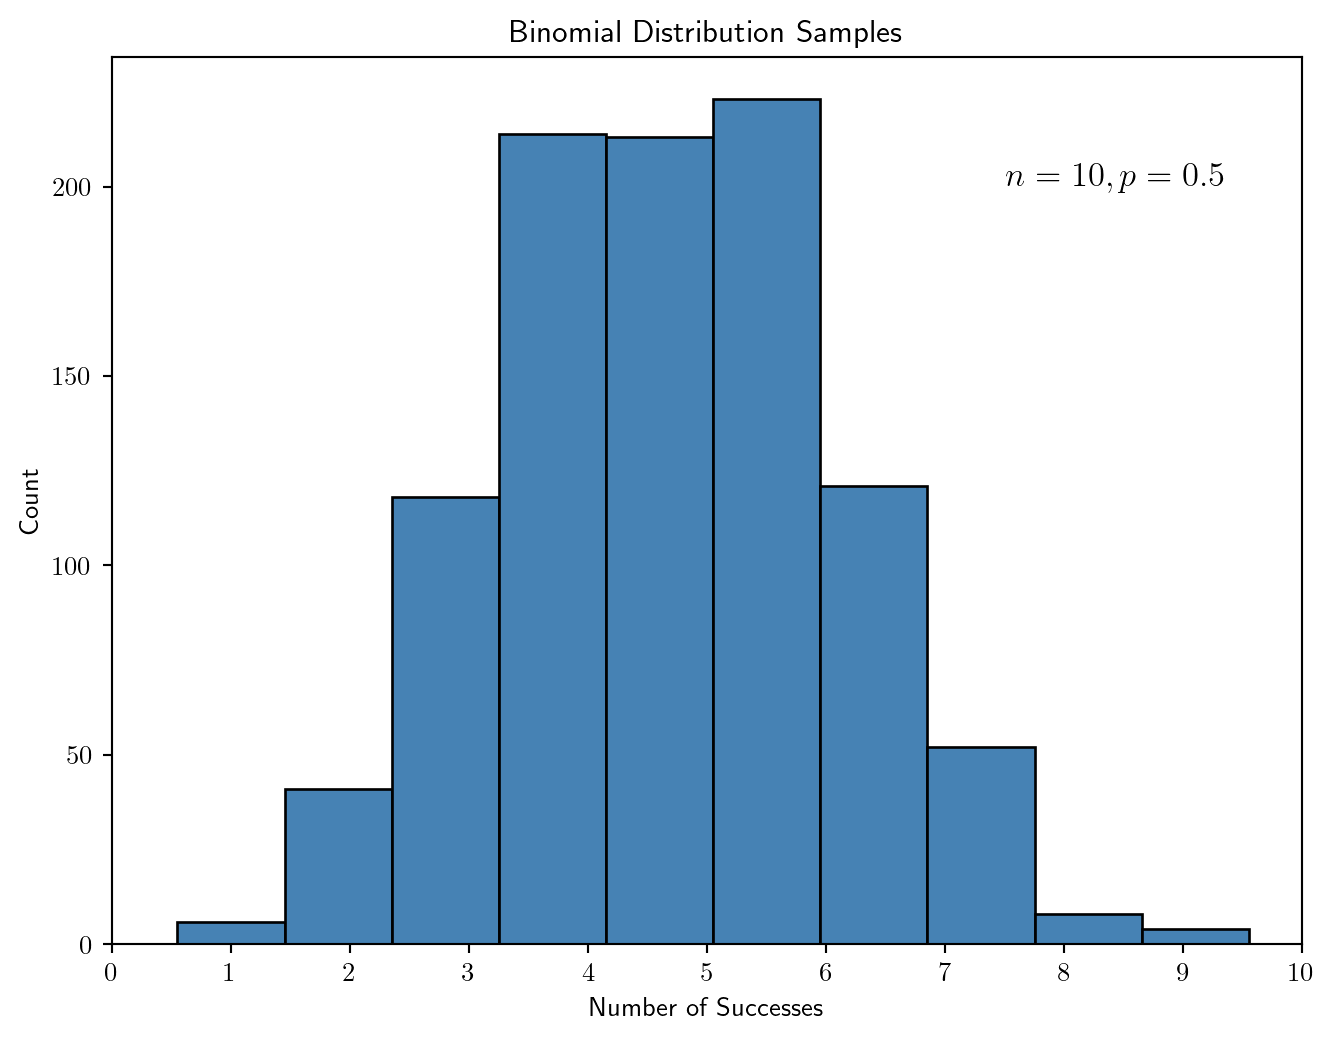 Binomial Distribution Samples
n = 10, p = 0.5
Count
200
150
100
50
0
0 1 2 3 4 5 6 7 8 9 10
Number of Successes